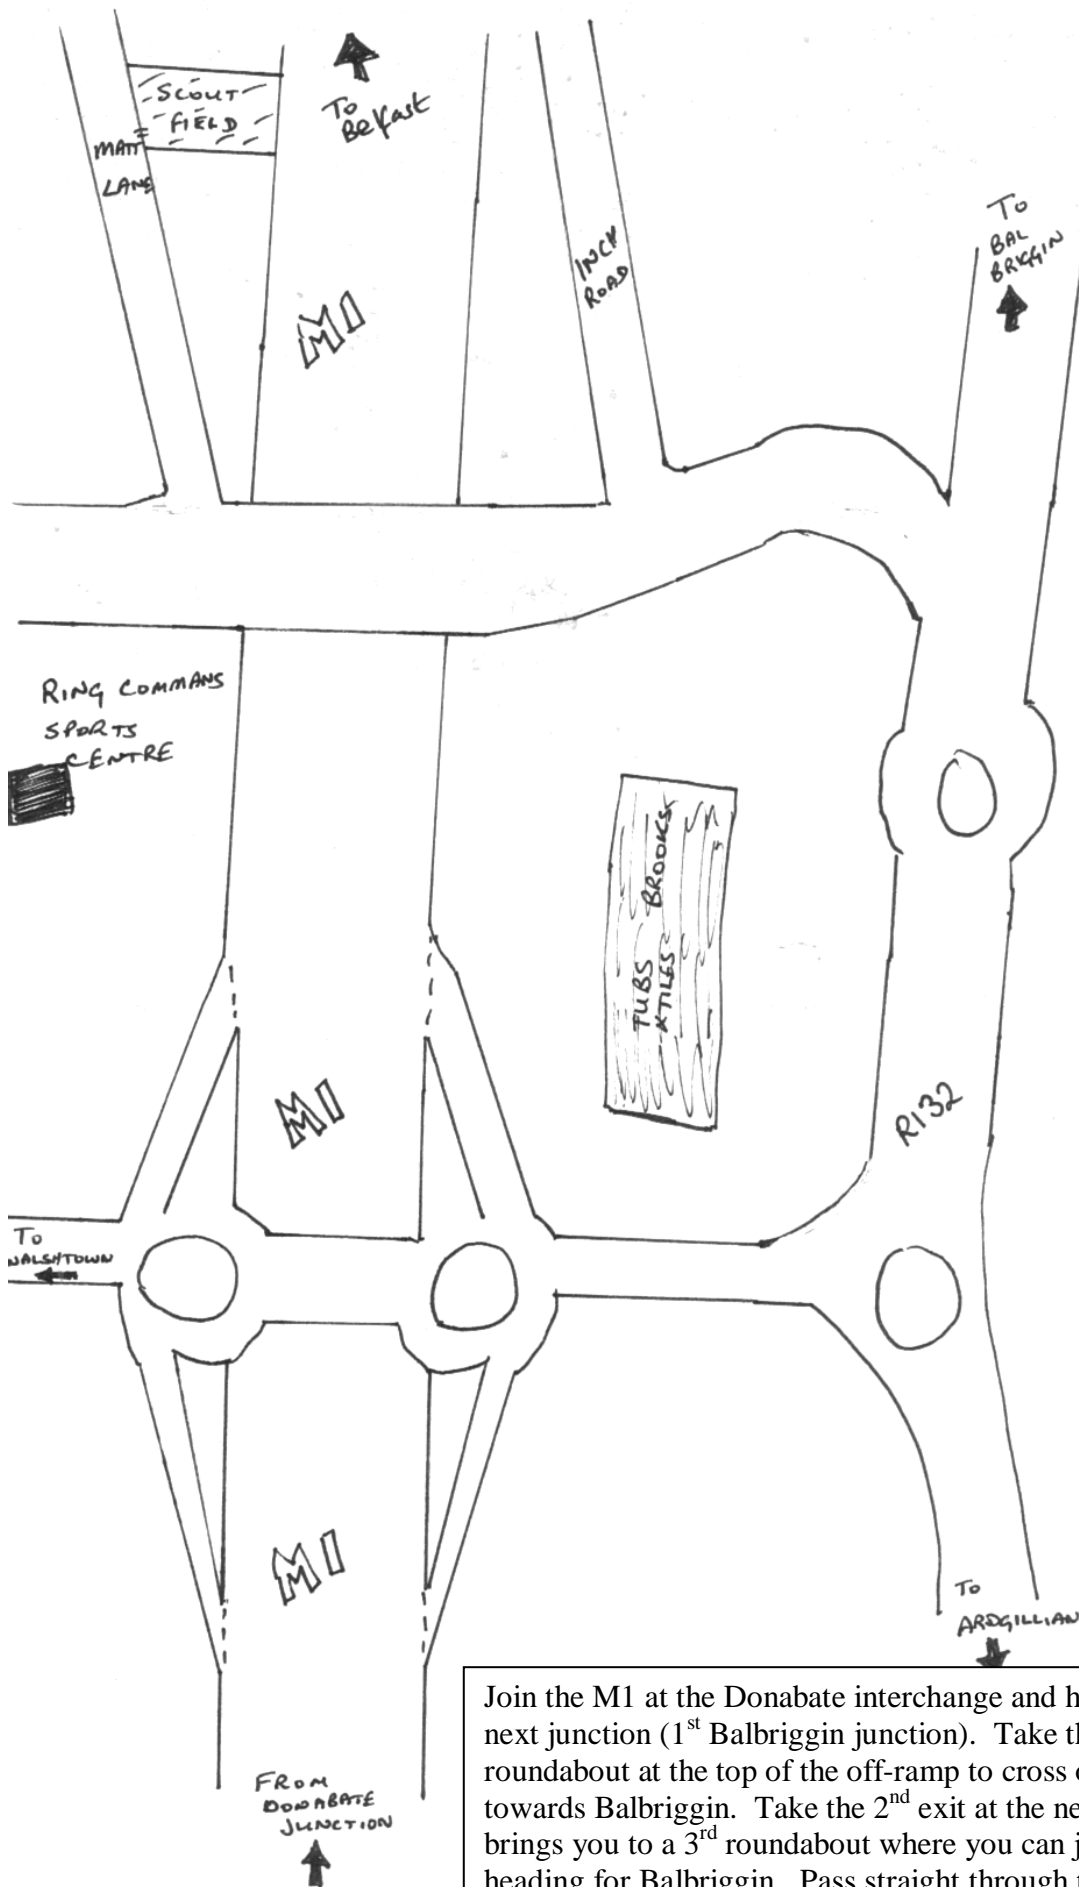 SCOUT
FIELD
MATT
LANE
To
Belfast
INCH
ROAD
To
BAL
BRIGGIN
M1
RING COMMANS
SPORTS
CENTRE
BROOKS
TUBS
& TILES
M1
R132
To
WALSHTOWN
M1
To
ARDGILLIAN
FROM
DONABATE
JUNCTION
Join the M1 at the Donabate interchange and h
next junction (1st Balbriggin junction). Take th
roundabout at the top of the off-ramp to cross o
towards Balbriggin. Take the 2nd exit at the ne
brings you to a 3rd roundabout where you can j
heading for Balbriggin. Pass straight through t